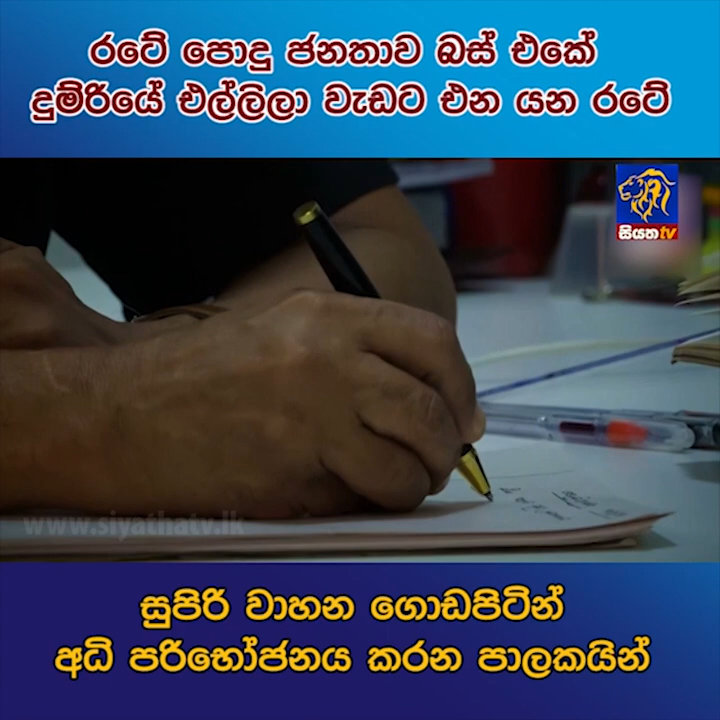 රටේ පොදු ජනතාව බස් එකේ
දුම්රියේ එල්ලිලා වැඩට එන යන රටේ
සියත tv
www.siyathatv.lk
සුපිරි වාහන ගොඩපිටින්
අධි පරිභෝජනය කරන පාලකයින්